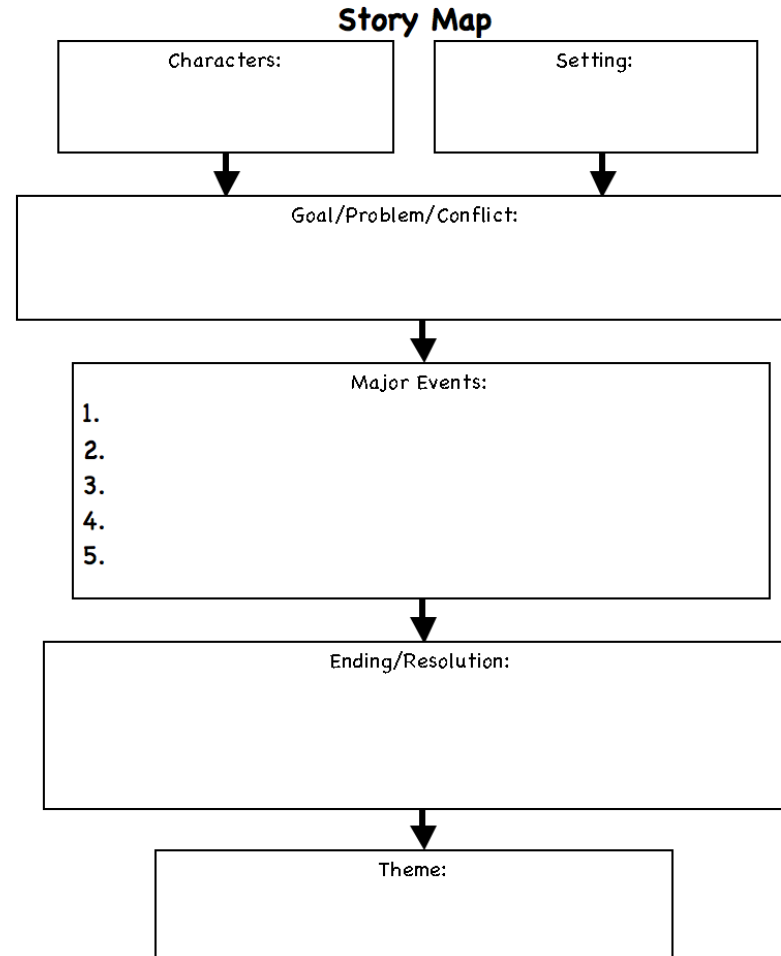 Story Map
Characters:
Setting:
Goal/Problem/Conflict:
Major Events:
1.
2.
3.
4.
5.
Ending/Resolution:
Theme: